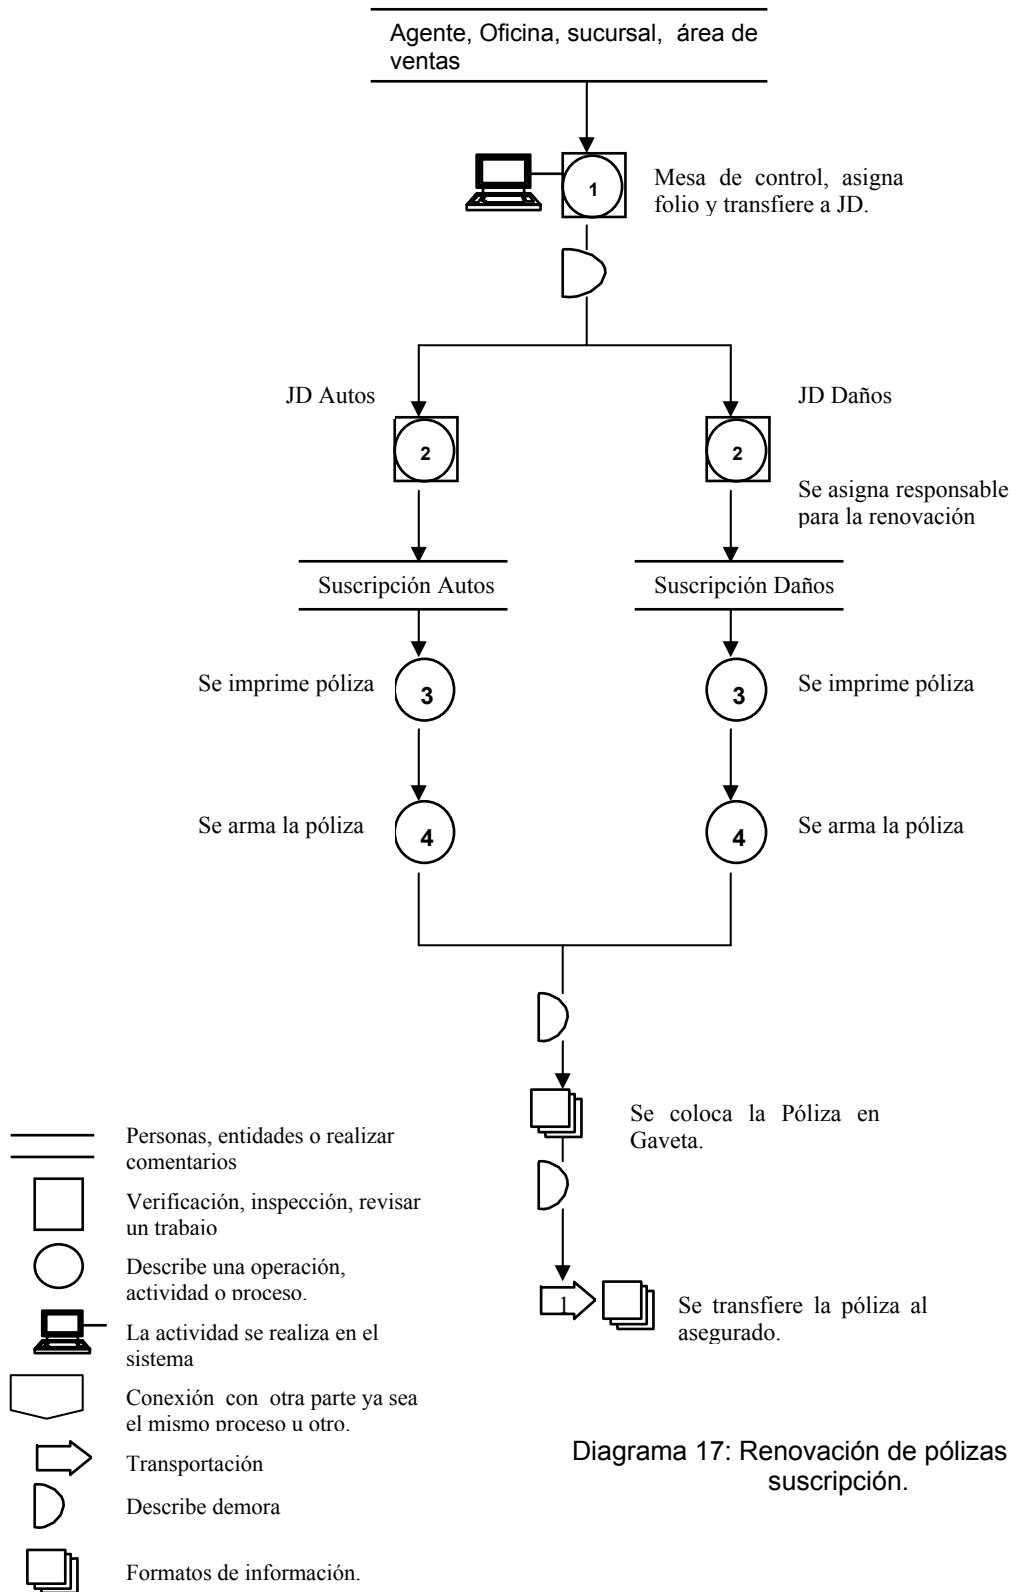 Agente, Oficina, sucursal, área de
ventas
1
Mesa de control, asigna
folio y transfiere a JD.
JD Autos
JD Daños
2
2
Se asigna responsable
para la renovación
Suscripción Autos
Suscripción Daños
Se imprime póliza
3
3
Se imprime póliza
Se arma la póliza
4
4
Se arma la póliza
Se coloca la Póliza en
Gaveta.
1
Se transfiere la póliza al
asegurado.
Personas, entidades o realizar
comentarios
Verificación, inspección, revisar
un trabajo
Describe una operación,
actividad o proceso.
La actividad se realiza en el
sistema
Conexión con otra parte ya sea
el mismo proceso u otro.
Transportación
Describe demora
Formatos de información.
Diagrama 17: Renovación de pólizas
suscripción.